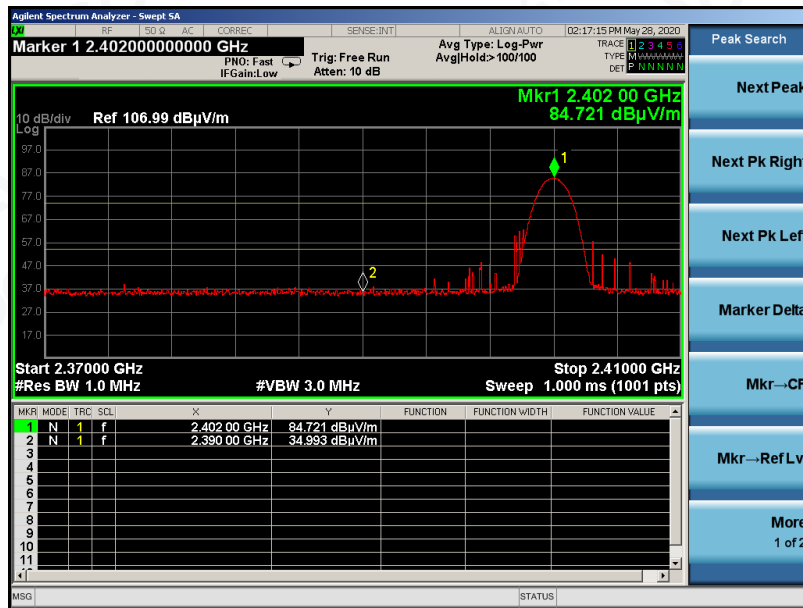 Agilent Spectrum Analyzer - Swept SA
LXI RF 50 Ω AC CORREC SENSE:INT ALIGN AUTO 02:17:15 PM May 28, 2020
Marker 1 2.402000000000 GHz
PNO: Fast
IFGain:Low
Trig: Free Run
Atten: 10 dB
Avg Type: Log-Pwr
Avg|Hold:>100/100
TRACE 1 2 3 4 5 6
TYPE M
DET P N N N N N
Peak Search
Mkr1 2.402 00 GHz
84.721 dBµV/m
10 dB/div Ref 106.99 dBµV/m
Log
97.0
87.0
77.0
67.0
57.0
47.0
37.0
27.0
17.0
1
2
Start 2.37000 GHz Stop 2.41000 GHz
#Res BW 1.0 MHz #VBW 3.0 MHz Sweep 1.000 ms (1001 pts)
MKR MODE TRC SCL X Y FUNCTION FUNCTION WIDTH FUNCTION VALUE
1 N 1 f 2.402 00 GHz 84.721 dBµV/m
2 N 1 f 2.390 00 GHz 34.993 dBµV/m
3
4
5
6
7
8
9
10
11
MSG STATUS
Next Peak
Next Pk Righ
Next Pk Lef
Marker Delta
Mkr→CF
Mkr→Ref Lv
More
1 of 2